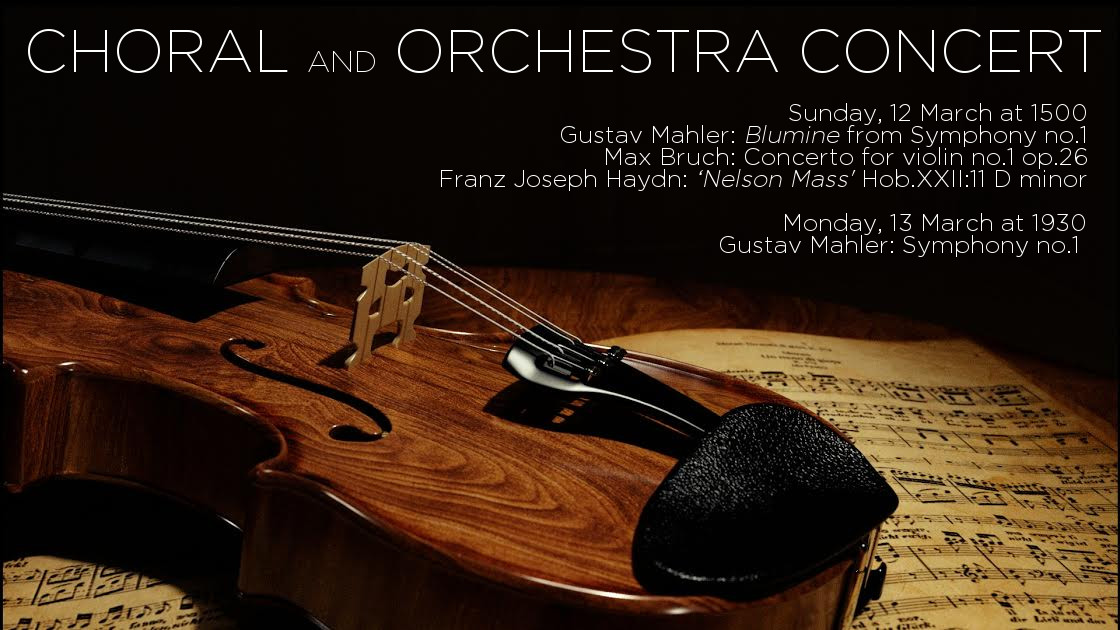 CHORAL AND ORCHESTRA CONCERT
Sunday, 12 March at 1500
Gustav Mahler: Blumine from Symphony no.1
Max Bruch: Concerto for violin no.1 op.26
Franz Joseph Haydn: ‘Nelson Mass’ Hob.XXII:11 D minor
Monday, 13 March at 1930
Gustav Mahler: Symphony no.1